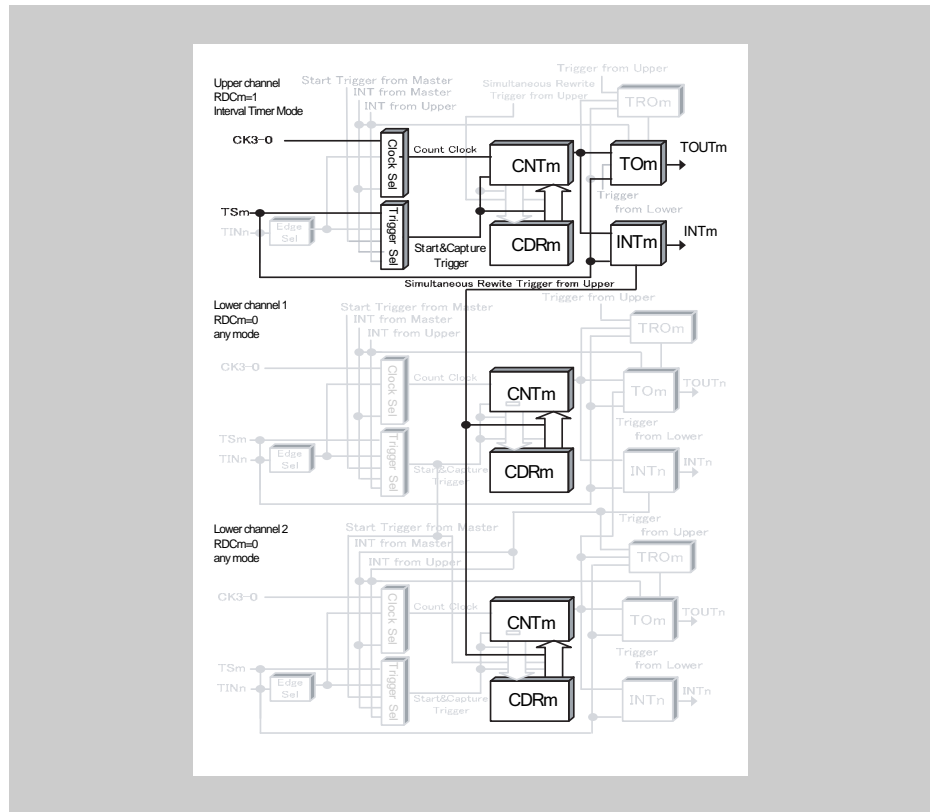 Trigger from Upper
Upper channel
RDCm=1
Interval Timer Mode
Start Trigger from Master
INT from Master
INT from Upper
Simultaneous Rewrite
Trigger from Upper
TROm
CK3-0
Clock Sel
Count Clock
CNTm
TOm
TOUTm
Trigger
from Lower
TSm
TINn
Edge
Sel
Trigger Sel
Start&Capture
Trigger
CDRm
INTm
INTm
Simultaneous Rewite Trigger from Upper
Lower channel 1
RDCm=0
any mode
Start Trigger from Master
INT from Master
INT from Upper
Trigger from Upper
TROm
CK3-0
Clock Sel
Count Clock
CNTm
TOm
TOUTn
Trigger
from Lower
TSm
TINn
Edge
Sel
Trigger Sel
Start&Capture
Trigger
CDRm
INTn
INTn
Lower channel 2
RDCm=0
any mode
Start Trigger from Master
INT from Master
INT from Upper
Trigger
from Upper
TROm
CK3-0
Clock Sel
Count Clock
CNTm
TOm
TOUTn
Trigger
from Lower
TSm
TINn
Edge
Sel
Trigger Sel
Start&Capture
Trigger
CDRm
INTn
INTn